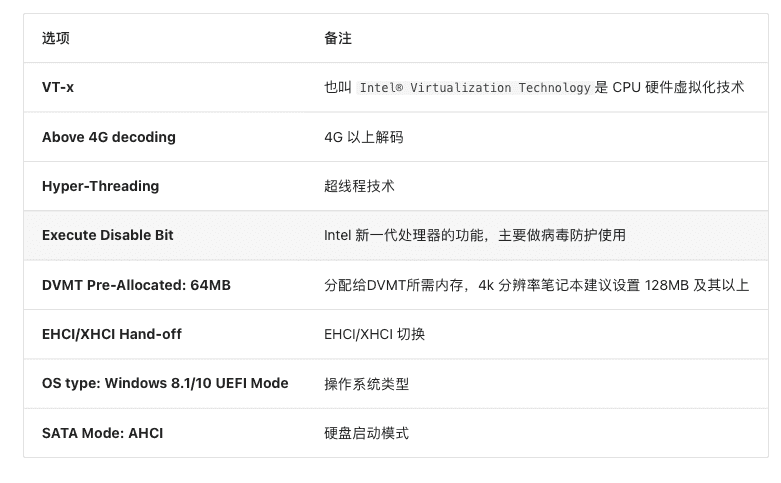 选项 备注
VT-x 也叫 Intel® Virtualization Technology 是 CPU 硬件虚拟化技术
Above 4G decoding 4G 以上解码
Hyper-Threading 超线程技术
Execute Disable Bit Intel 新一代处理器的功能，主要做病毒防护使用
DVMT Pre-Allocated: 64MB 分配给DVMT所需内存，4k 分辨率笔记本建议设置 128MB 及其以上
EHCI/XHCI Hand-off EHCI/XHCI 切换
OS type: Windows 8.1/10 UEFI Mode 操作系统类型
SATA Mode: AHCI 硬盘启动模式